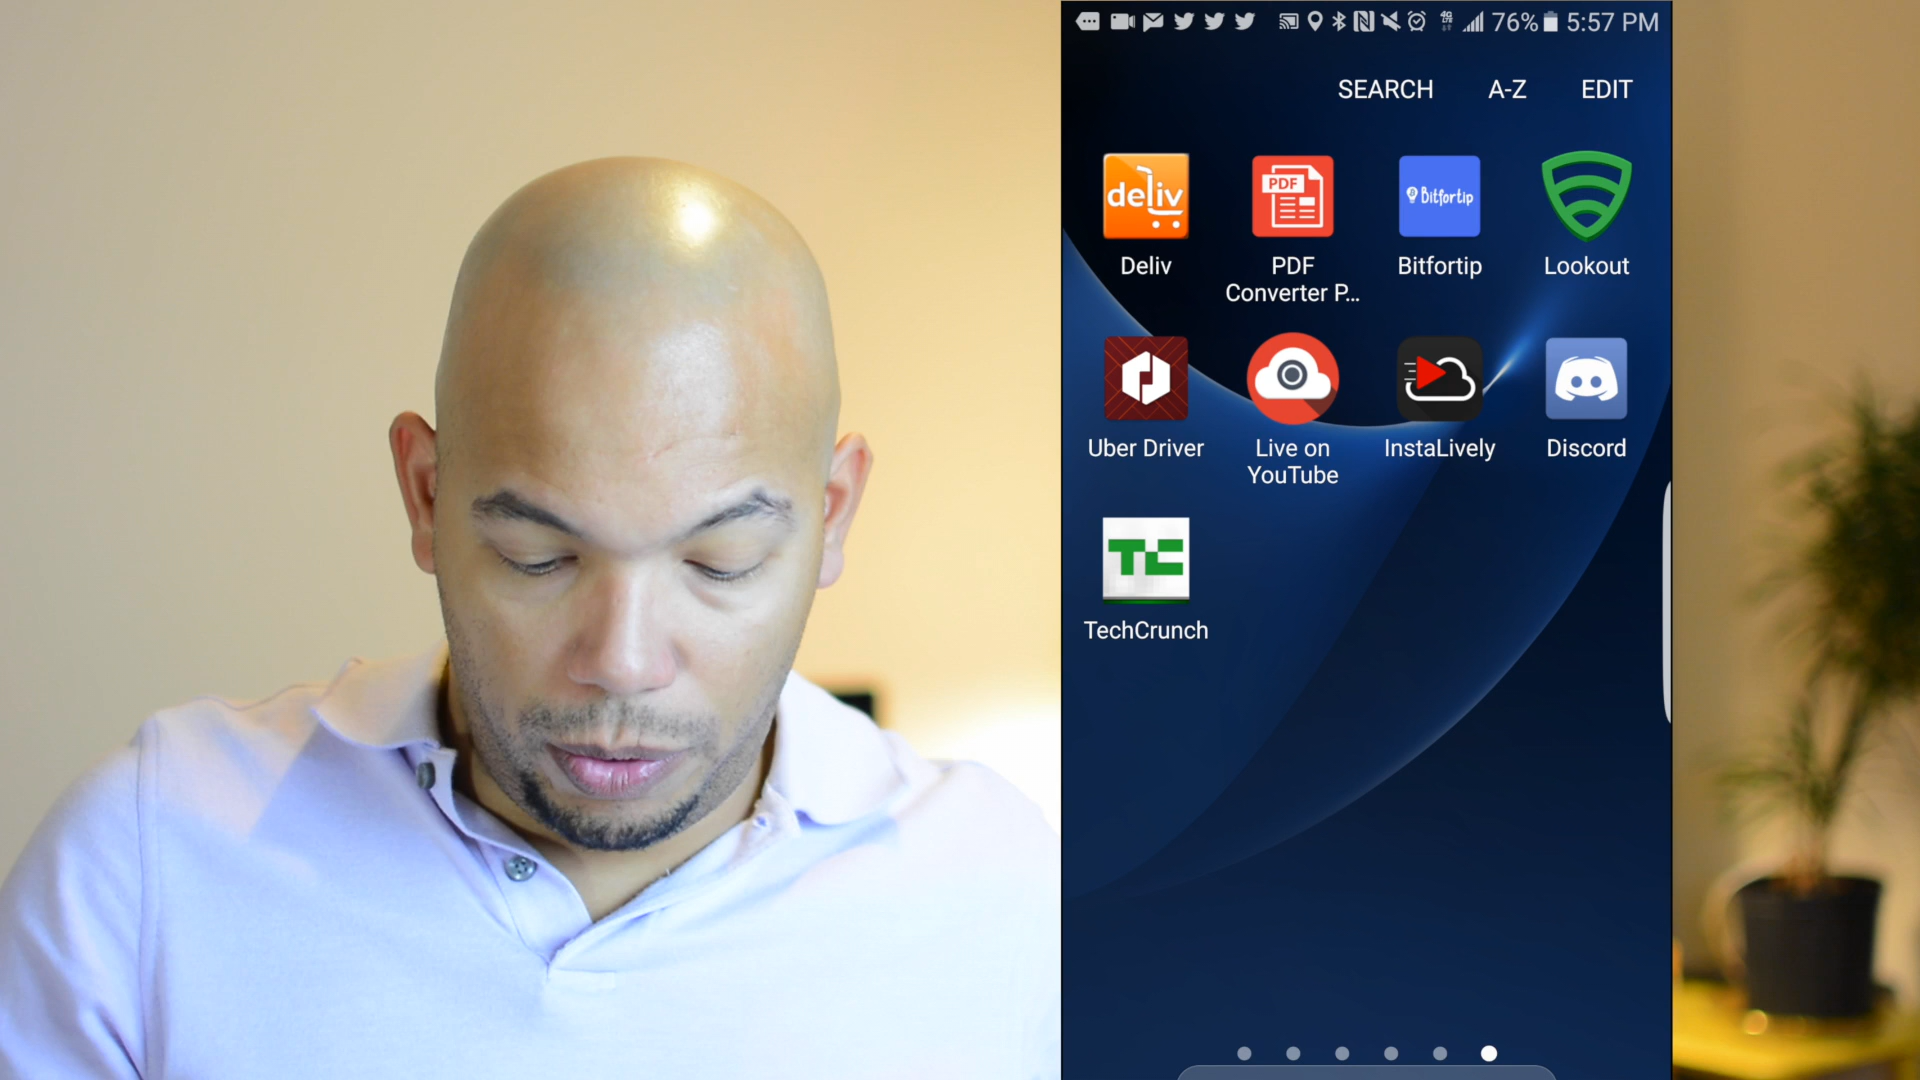 76% 5:57 PM
SEARCH A-Z EDIT
deliv PDF Bitfortip
Deliv PDF Bitfortip Lookout
Converter P...
Uber Driver Live on InstaLively Discord
YouTube
TC
TechCrunch